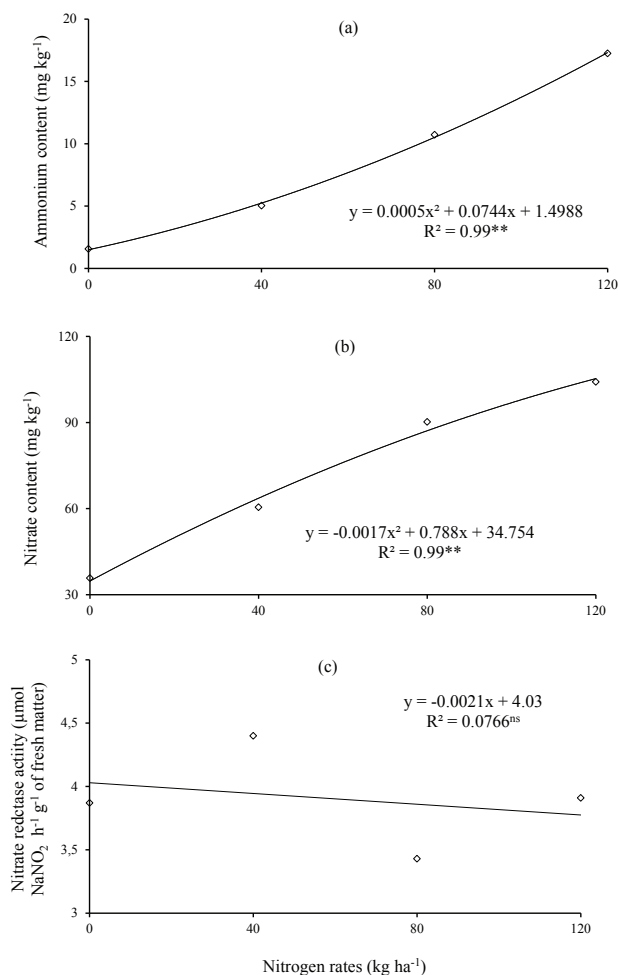 (a)
Ammonium content (mg kg⁻¹)
20
15
10
5
0
y = 0.0005x² + 0.0744x + 1.4988
R² = 0.99**
0 40 80 120
(b)
Nitrate content (mg kg⁻¹)
120
90
60
30
y = -0.0017x² + 0.788x + 34.754
R² = 0.99**
0 40 80 120
(c)
Nitrate redctase actiity (µmol
NaNO₂ h⁻¹ g⁻¹ of fresh matter)
5
4,5
4
3,5
3
y = -0.0021x + 4.03
R² = 0.0766ⁿˢ
0 40 80 120
Nitrogen rates (kg ha⁻¹)